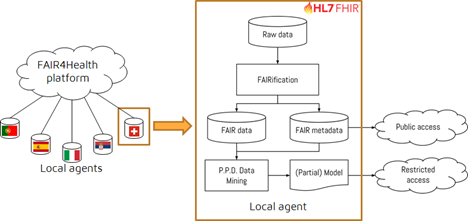 FAIR4Health
platform
Local agents
HL7 FHIR
Raw data
FAIRification
FAIR data
FAIR metadata
Public access
P.P.D. Data
Mining
(Partial) Model
Restricted
access
Local agent